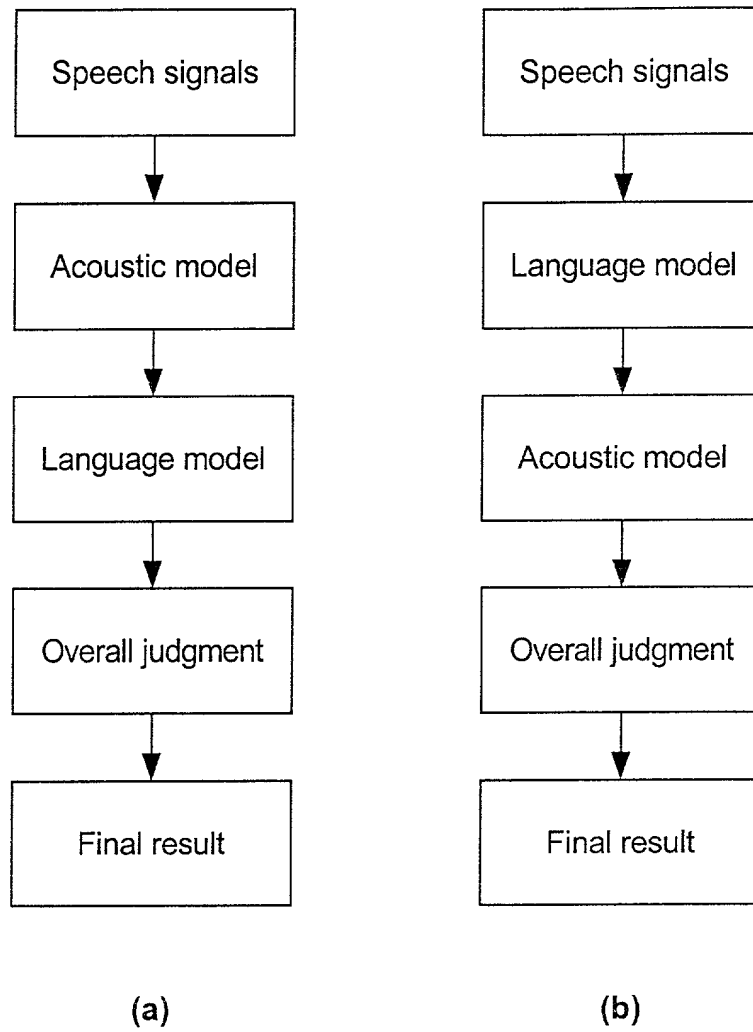 Speech signals
Acoustic model
Language model
Overall judgment
Final result
(a)
Speech signals
Language model
Acoustic model
Overall judgment
Final result
(b)